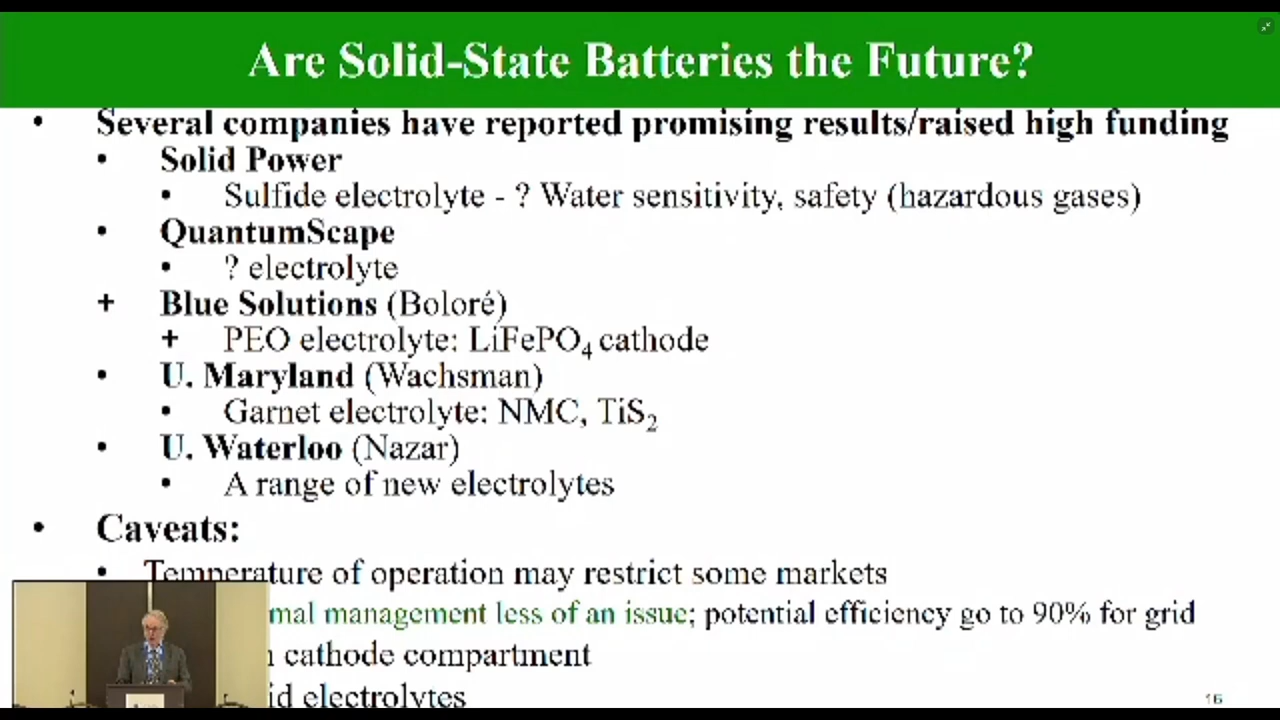 Are Solid-State Batteries the Future?
• Several companies have reported promising results/raised high funding
• Solid Power
• Sulfide electrolyte - ? Water sensitivity, safety (hazardous gases)
• QuantumScape
• ? electrolyte
+ Blue Solutions (Boloré)
+ PEO electrolyte: LiFePO4 cathode
• U. Maryland (Wachsman)
• Garnet electrolyte: NMC, TiS2
• U. Waterloo (Nazar)
• A range of new electrolytes
• Caveats:
• Temperature of operation may restrict some markets
management less of an issue; potential efficiency go to 90% for grid
cathode compartment
electrolytes
16